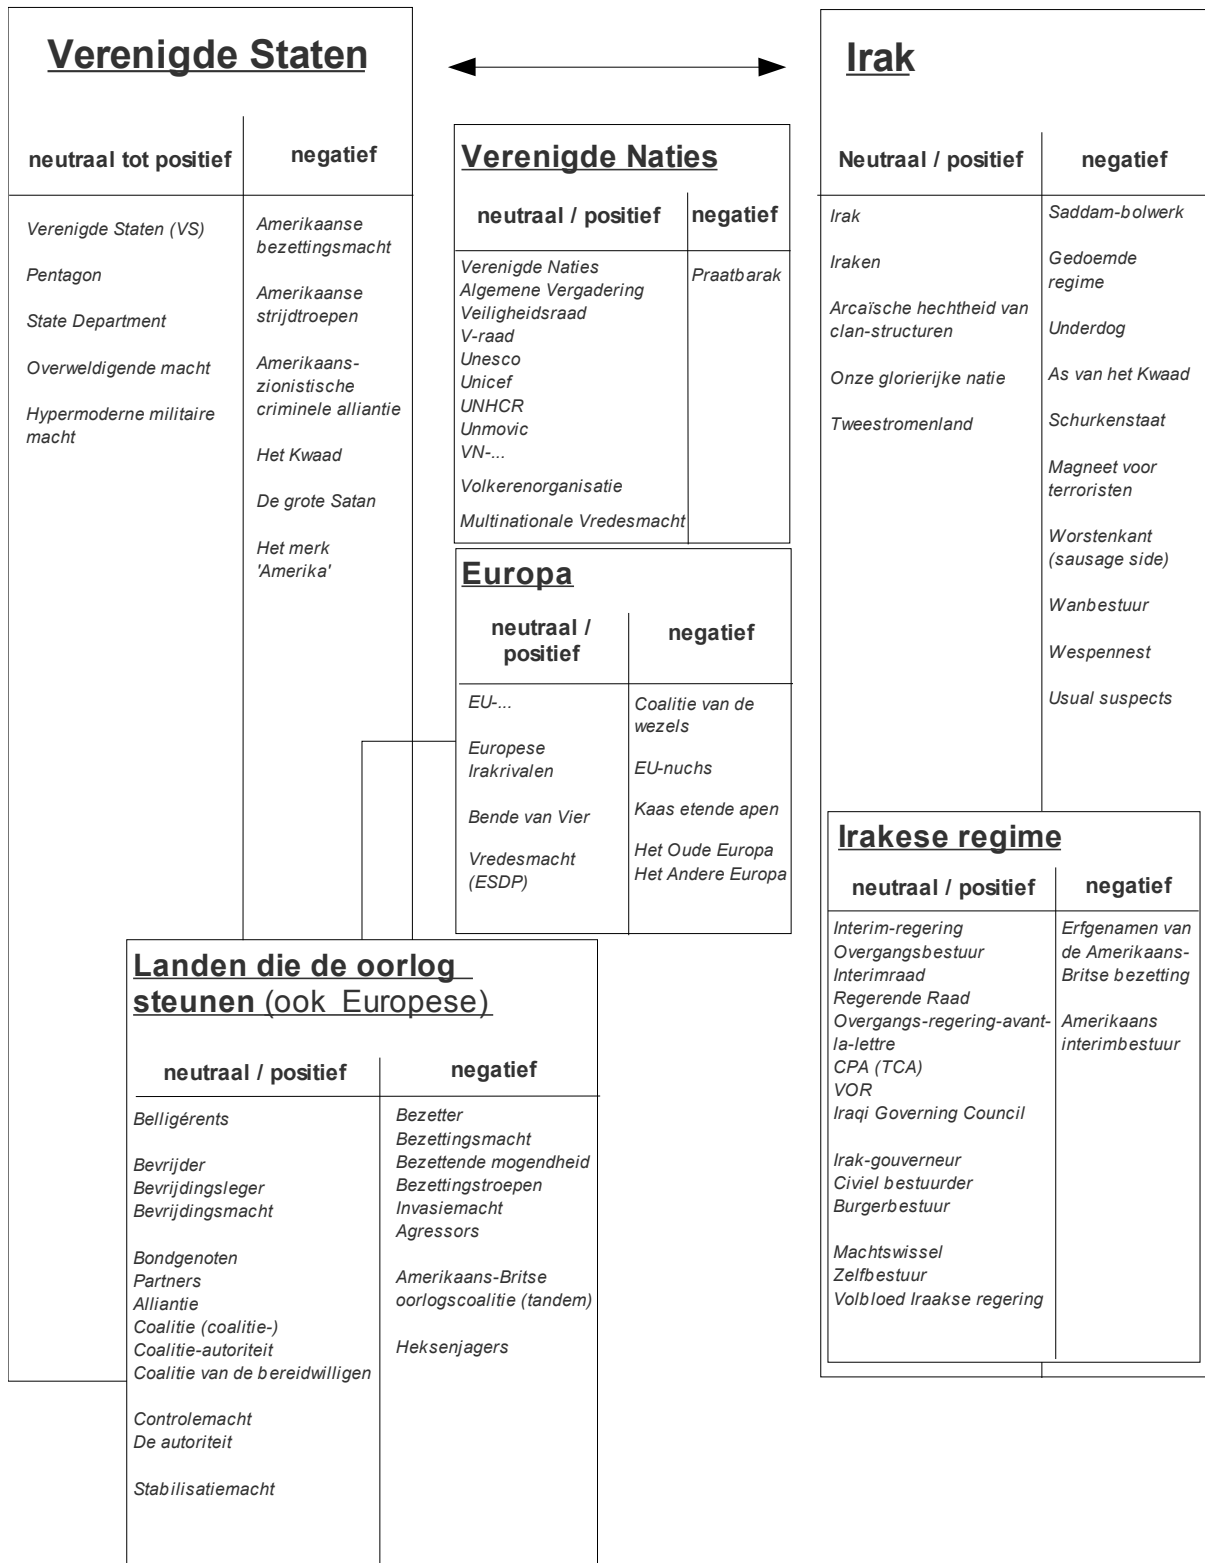 Verenigde Staten
neutraal tot positief
negatief
Verenigde Staten (VS)
Pentagon
State Department
Overweldigende macht
Hypermoderne militaire
macht
Amerikaanse
bezettingsmacht
Amerikaanse
strijdtroepen
Amerikaans-
zionistische
criminele alliantie
Het Kwaad
De grote Satan
Het merk
'Amerika'
Verenigde Naties
neutraal / positief
negatief
Verenigde Naties
Algemene Vergadering
Veiligheidsraad
V-raad
Unesco
Unicef
UNHCR
Unmovic
VN-...
Volkerenorganisatie
Multinationale Vredesmacht
Praatbarak
Europa
neutraal /
positief
negatief
EU-...
Europese
Irakrivalen
Bende van Vier
Vredesmacht
(ESDP)
Coalitie van de
wezels
EU-nuchs
Kaas etende apen
Het Oude Europa
Het Andere Europa
Irak
Neutraal / positief
negatief
Irak
Iraken
Arcaïsche hechtheid van
clan-structuren
Onze glorierijke natie
Tweestromenland
Saddam-bolwerk
Gedoemde
regime
Underdog
As van het Kwaad
Schurkenstaat
Magneet voor
terroristen
Worstenkant
(sausage side)
Wanbestuur
Wespennest
Usual suspects
Irakese regime
neutraal / positief
negatief
Interim-regering
Overgangsbestuur
Interimraad
Regerende Raad
Overgangs-regering-avant-
la-lettre
CPA (TCA)
VOR
Iraqi Governing Council
Irak-gouverneur
Civiel bestuurder
Burgerbestuur
Machtswissel
Zelfbestuur
Volbloed Iraakse regering
Erfgenamen van
de Amerikaans-
Britse bezetting
Amerikaans
interimbestuur
Landen die de oorlog
steunen (ook Europese)
neutraal / positief
negatief
Belligérents
Bevrijder
Bevrijdingsleger
Bevrijdingsmacht
Bondgenoten
Partners
Alliantie
Coalitie (coalitie-)
Coalitie-autoriteit
Coalitie van de bereidwilligen
Controlemacht
De autoriteit
Stabilisatiemacht
Bezetter
Bezettingsmacht
Bezettende mogendheid
Bezettingstroepen
Invasiemacht
Agressors
Amerikaans-Britse
oorlogscoalitie (tandem)
Heksenjagers